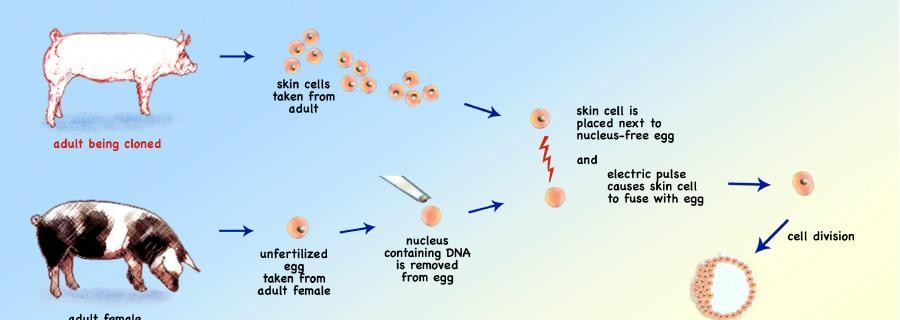 adult being cloned
skin cells
taken from
adult
skin cell is
placed next to
nucleus-free egg
and
electric pulse
causes skin cell
to fuse with egg
unfertilized
egg
taken from
adult female
nucleus
containing DNA
is removed
from egg
cell division
adult female